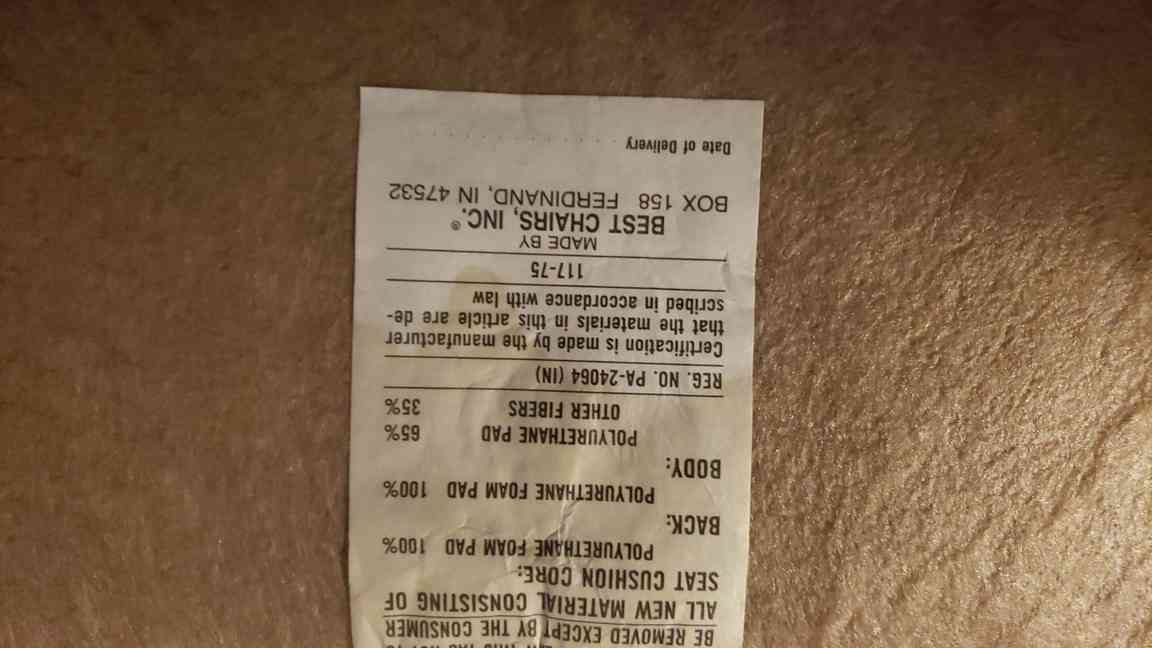 BE REMOVED EXCEPT BY THE CONSUMER
ALL NEW MATERIAL CONSISTING OF
SEAT CUSHION CORE:
POLYURETHANE FOAM PAD 100%
BACK:
POLYURETHANE FOAM PAD 100%
BODY:
POLYURETHANE PAD 65%
OTHER FIBERS 35%
REG. NO. PA-24064 (IN)
Certification is made by the manufacturer
that the materials in this article are de-
scribed in accordance with law
117-75
MADE BY
BEST CHAIRS, INC.®
BOX 158 FERDINAND, IN 47532
Date of Delivery